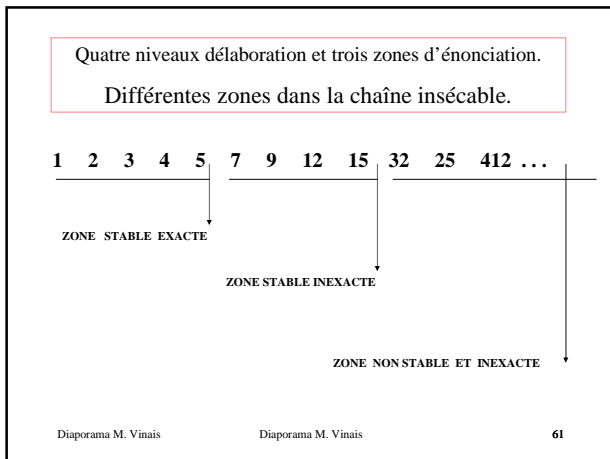 Quatre niveaux délaboration et trois zones d’énonciation.
Différentes zones dans la chaîne insécable.
1 2 3 4 5 7 9 12 15 32 25 412 . . .
ZONE STABLE EXACTE
ZONE STABLE INEXACTE
ZONE NON STABLE ET INEXACTE
Diaporama M. Vinais Diaporama M. Vinais 61